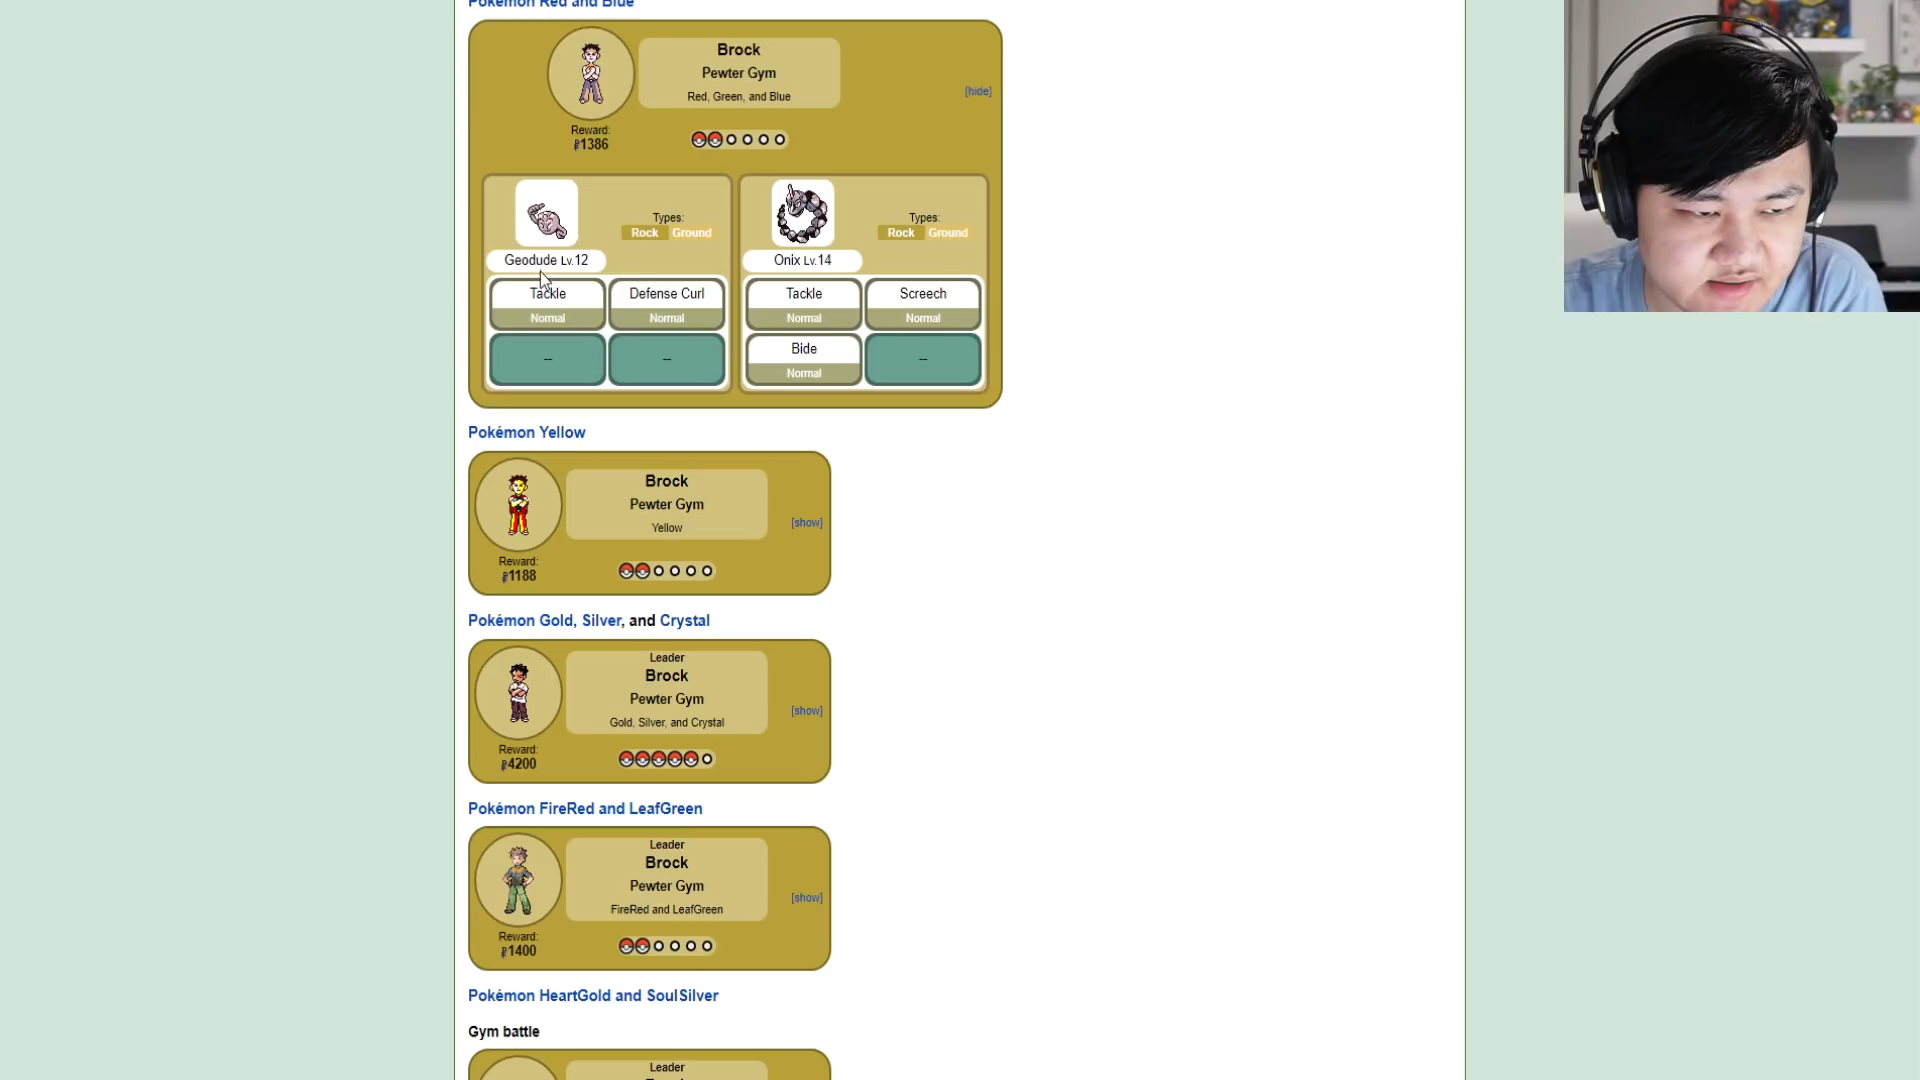 Pokémon Red and Blue
Brock
Pewter Gym
Red, Green, and Blue
[hide]
Reward:
₽1386
Types:
Rock Ground
Geodude Lv.12
Tackle
Normal
Defense Curl
Normal
--
--
Types:
Rock Ground
Onix Lv.14
Tackle
Normal
Screech
Normal
Bide
Normal
--
Pokémon Yellow
Brock
Pewter Gym
Yellow
[show]
Reward:
₽1188
Pokémon Gold, Silver, and Crystal
Leader
Brock
Pewter Gym
Gold, Silver, and Crystal
[show]
Reward:
₽4200
Pokémon FireRed and LeafGreen
Leader
Brock
Pewter Gym
FireRed and LeafGreen
[show]
Reward:
₽1400
Pokémon HeartGold and SoulSilver
Gym battle
Leader